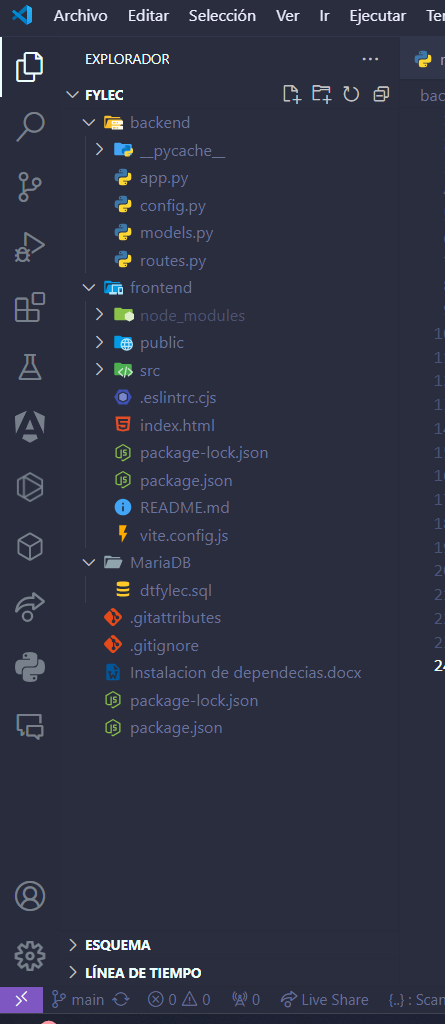 Archivo Editar Selección Ver Ir Ejecutar Ter
EXPLORADOR
FYLEC
bac
backend
__pycache__
app.py
config.py
models.py
routes.py
frontend
node_modules
public
src
.eslintrc.cjs
index.html
package-lock.json
package.json
README.md
vite.config.js
MariaDB
dtfylec.sql
.gitattributes
.gitignore
Instalacion de dependecias.docx
package-lock.json
package.json
ESQUEMA
LÍNEA DE TIEMPO
main 0 0 0 Live Share {..} : Scan